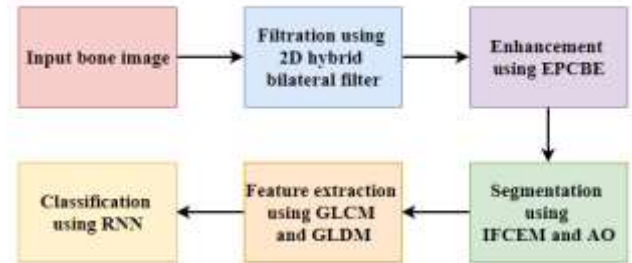 Input bone image
Filtration using
2D hybrid
bilateral filter
Enhancement
using EPCBE
Segmentation
using
IFCEM and AO
Feature extraction
using GLCM
and GLDM
Classification
using RNN